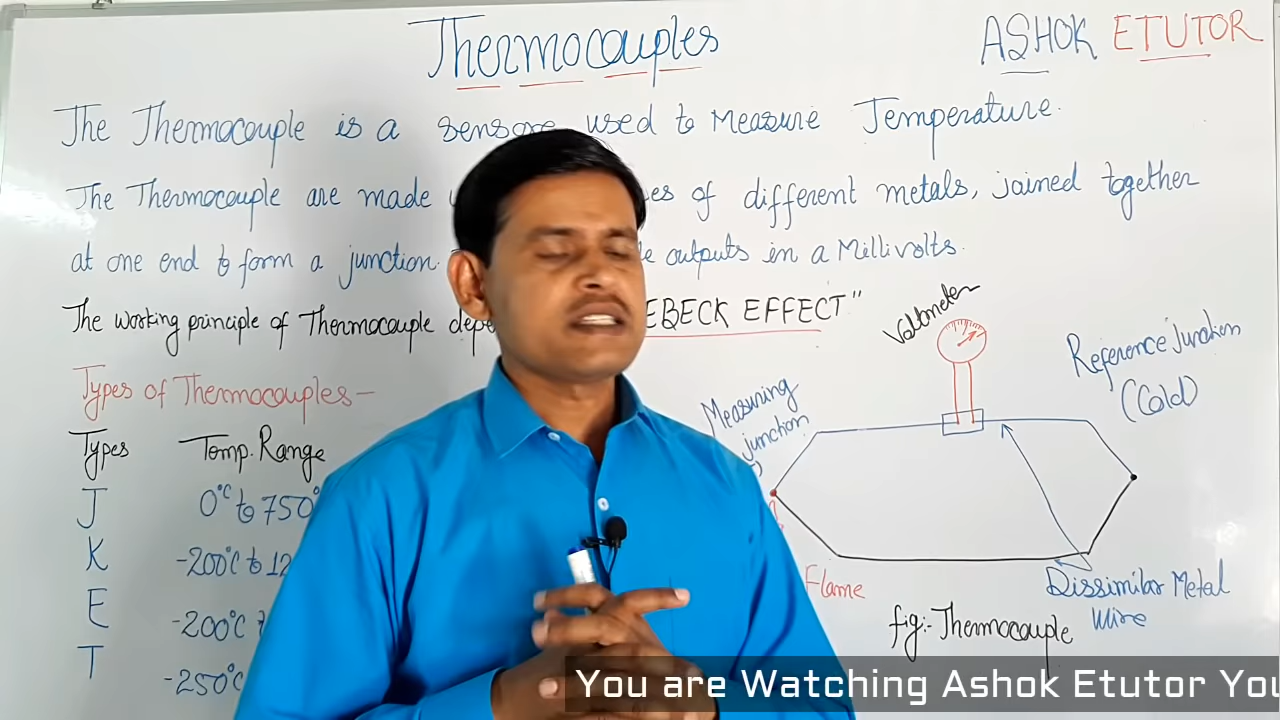 Thermocouples
ASHOK ETUTOR
The Thermocouple is a sensore used to Measure Temperature.
The Thermocouple are made of different metals, joined together
at one end to form a junction. outputs in a Millivolts.
The working principle of Thermocouple EBECK EFFECT"
Types of Thermocouples-
Types Temp. Range
J 0°C to 750°
K -200°C to 12
E -200°C
T -250°C
Voltmeter
Reference Junction
(Cold)
Measuring
junction
Flame
Dissimilar Metal
Wire
fig:- Thermocouple
You are Watching Ashok Etutor You